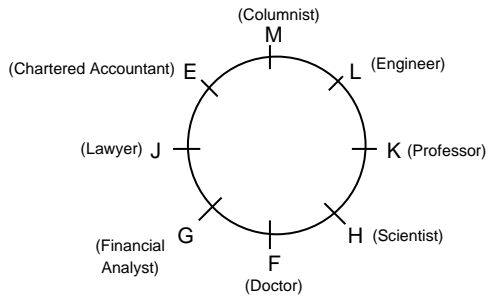 (Columnist)
M
(Chartered Accountant) E
L (Engineer)
(Lawyer) J
K (Professor)
G
(Financial
Analyst)
H (Scientist)
F
(Doctor)